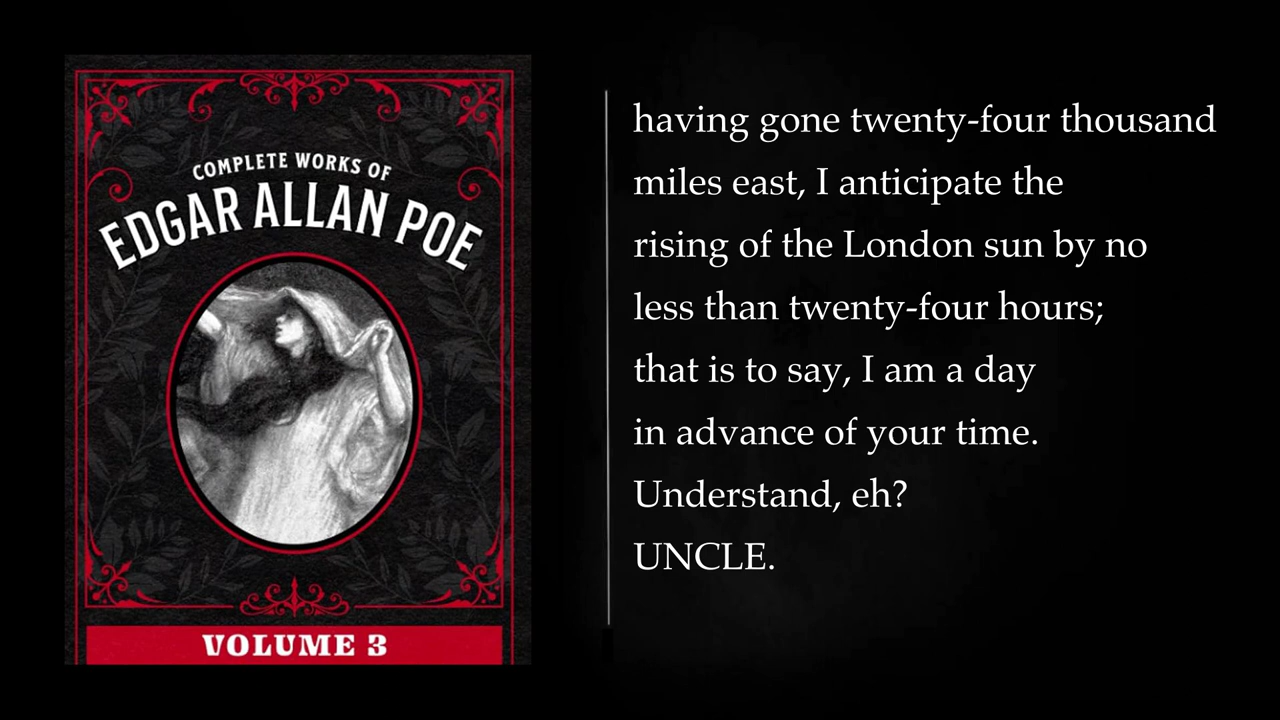 COMPLETE WORKS OF
EDGAR ALLAN POE
VOLUME 3
having gone twenty-four thousand
miles east, I anticipate the
rising of the London sun by no
less than twenty-four hours;
that is to say, I am a day
in advance of your time.
Understand, eh?
UNCLE.